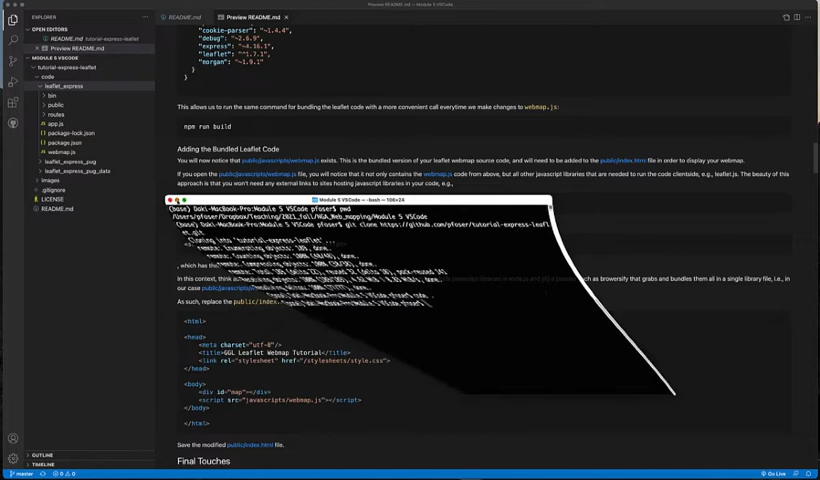 README.md — Module 5 VSCode
EXPLORER
OPEN EDITORS
README.md tutorial-express-leaflet
Preview README.md
MODULE 5 VSCODE
tutorial-express-leaflet
code
leaflet_express
bin
public
routes
app.js
package-lock.json
package.json
webmap.js
leaflet_express_pug
leaflet_express_pug_data
images
.gitignore
LICENSE
README.md
OUTLINE
TIMELINE
master
0 0
Go Live
README.md
Preview README.md
"cookie-parser": "~1.4.4",
"debug": "~2.6.9",
"express": "~4.16.1",
"leaflet": "^1.7.1",
"morgan": "~1.9.1"
}
}
This allows us to run the same command for bundling the leaflet code with a more convenient call everytime we make changes to webmap.js:
npm run build
Adding the Bundled Leaflet Code
You will now notice that public/javascripts/webmap.js exists. This is the bundled version of your leaflet webmap source code, and will need to be added to the public/index.html file in order to display your webmap.
If you open the public/javascripts/webmap.js file, you will notice that it not only contains the webmap.js code from above, but all other javascript libraries that are needed to run the code clientside, e.g., leaflet.js. The beauty of this
approach is that you won't need any external links to sites hosting javascript libraries in your code, e.g.,
Module 5 VSCode — -bash — 106×24
(base) Daki-MacBook-Pro:Module 5 VSCode pfoser$ pwd
/Users/pfoser/Dropbox/Teaching/2021_fall/NGA_Web_mapping/Module 5 VSCode
(base) Daki-MacBook-Pro:Module 5 VSCode pfoser$ git clone https://github.com/pfoser/tutorial-express-leafl
et.git
Cloning into 'tutorial-express-leaflet'...
, which has th
In this context, think a
such as browserify that grabs and bundles them all in a single library file, i.e., in
our case public/javascripts/
As such, replace the public/index.
<html>
<head>
<meta charset="utf-8"/>
<title>GGL Leaflet Webmap Tutorial</title>
<link rel="stylesheet" href="/stylesheets/style.css">
</head>
<body>
<div id="map"></div>
<script src="javascripts/webmap.js"></script>
</body>
</html>
Save the modified public/index.html file.
Final Touches